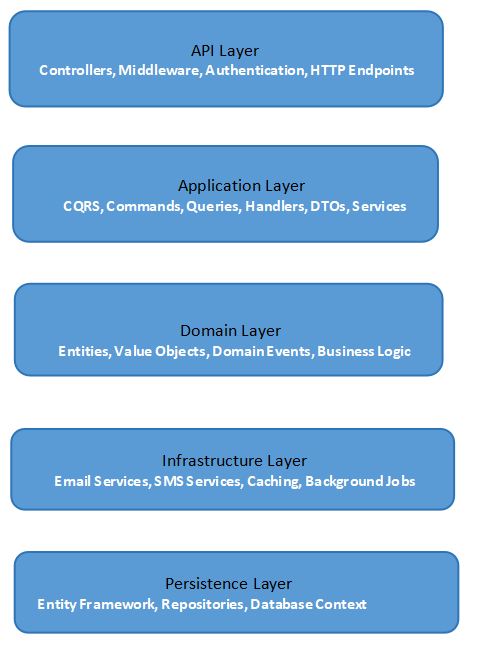 API Layer
Controllers, Middleware, Authentication, HTTP Endpoints
Application Layer
CQRS, Commands, Queries, Handlers, DTOs, Services
Domain Layer
Entities, Value Objects, Domain Events, Business Logic
Infrastructure Layer
Email Services, SMS Services, Caching, Background Jobs
Persistence Layer
Entity Framework, Repositories, Database Context